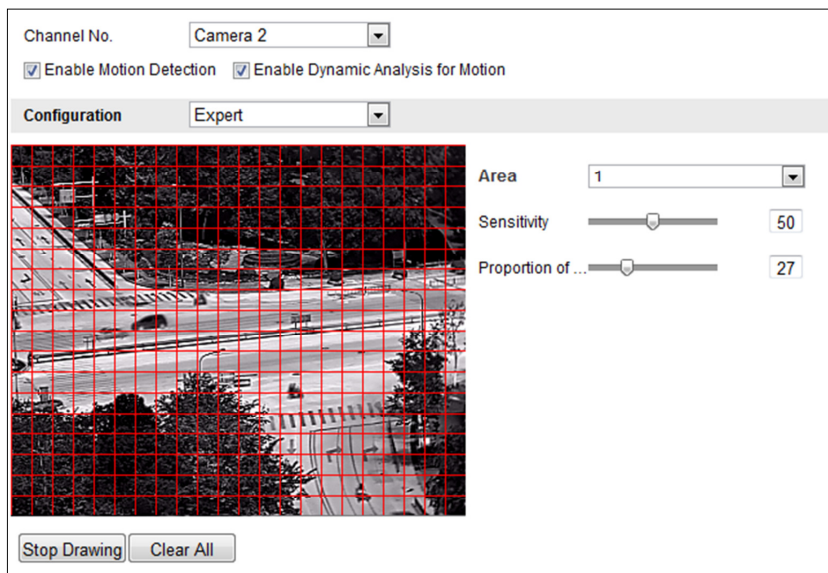 Channel No. Camera 2
Enable Motion Detection Enable Dynamic Analysis for Motion
Configuration Expert
Area 1
Sensitivity 50
Proportion of ... 27
Stop Drawing Clear All